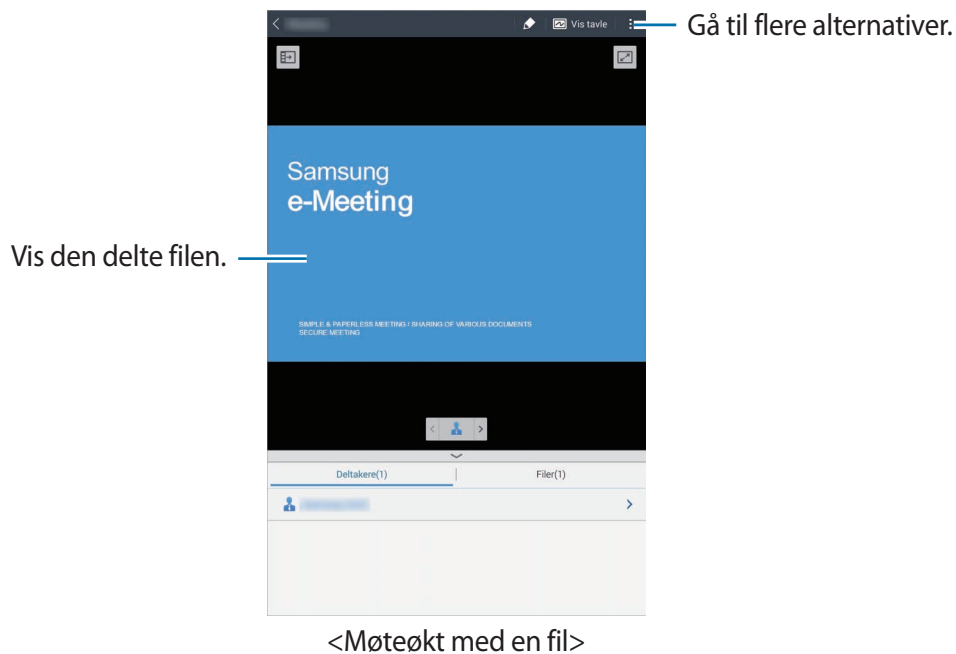 Vis tavle
Gå til flere alternativer.
Samsung
e-Meeting
Vis den delte filen.
SIMPLE & PAPERLESS MEETING I SHARING OF VARIOUS DOCUMENTS
SECURE MEETING
Deltakere(1)
Filer(1)
<Møteøkt med en fil>